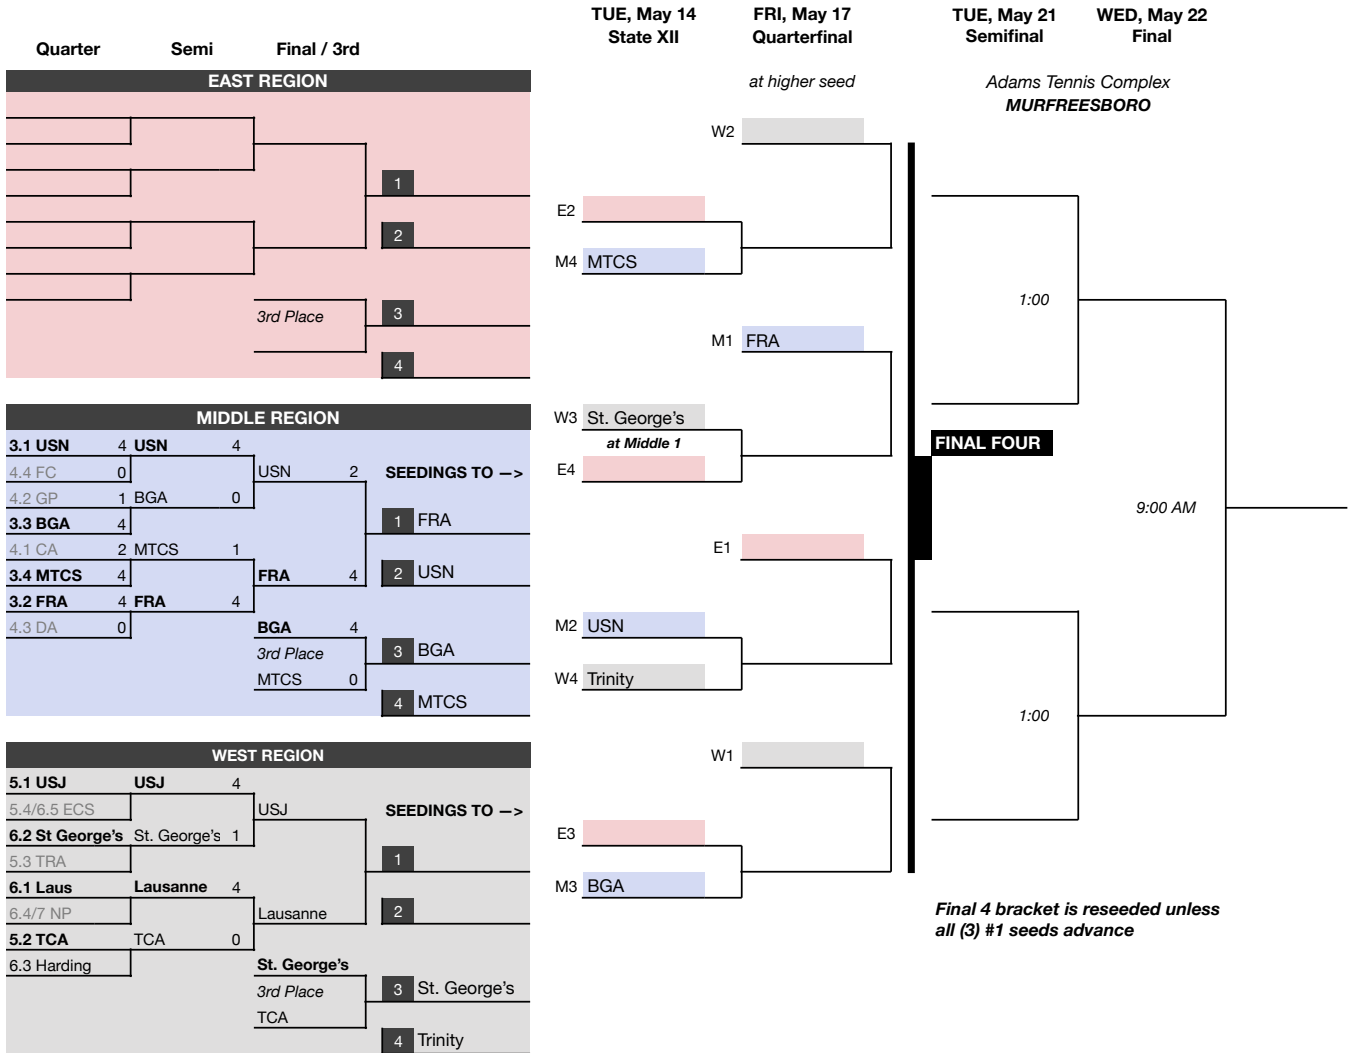 TUE, May 14
State XII
FRI, May 17
Quarterfinal
TUE, May 21
Semifinal
WED, May 22
Final
Quarter
Semi
Final / 3rd
at higher seed
Adams Tennis Complex
MURFREESBORO
EAST REGION
1
2
3rd Place
3
4
MIDDLE REGION
3.1 USN 4
4.4 FC 0
4.2 GP 1
3.3 BGA 4
4.1 CA 2
3.4 MTCS 4
3.2 FRA 4
4.3 DA 0
USN 4
BGA 0
MTCS 1
FRA 4
USN 2
FRA 4
BGA 4
3rd Place
MTCS 0
SEEDINGS TO —>
1 FRA
2 USN
3 BGA
4 MTCS
WEST REGION
5.1 USJ
5.4/6.5 ECS
6.2 St George's
5.3 TRA
6.1 Laus
6.4/7 NP
5.2 TCA
6.3 Harding
USJ 4
St. George's 1
Lausanne 4
TCA 0
USJ
Lausanne
St. George's
3rd Place
TCA
SEEDINGS TO —>
1
2
3 St. George's
4 Trinity
W2
E2
M4 MTCS
M1 FRA
W3 St. George's
at Middle 1
E4
E1
M2 USN
W4 Trinity
W1
E3
M3 BGA
1:00
FINAL FOUR
9:00 AM
1:00
Final 4 bracket is reseeded unless
all (3) #1 seeds advance